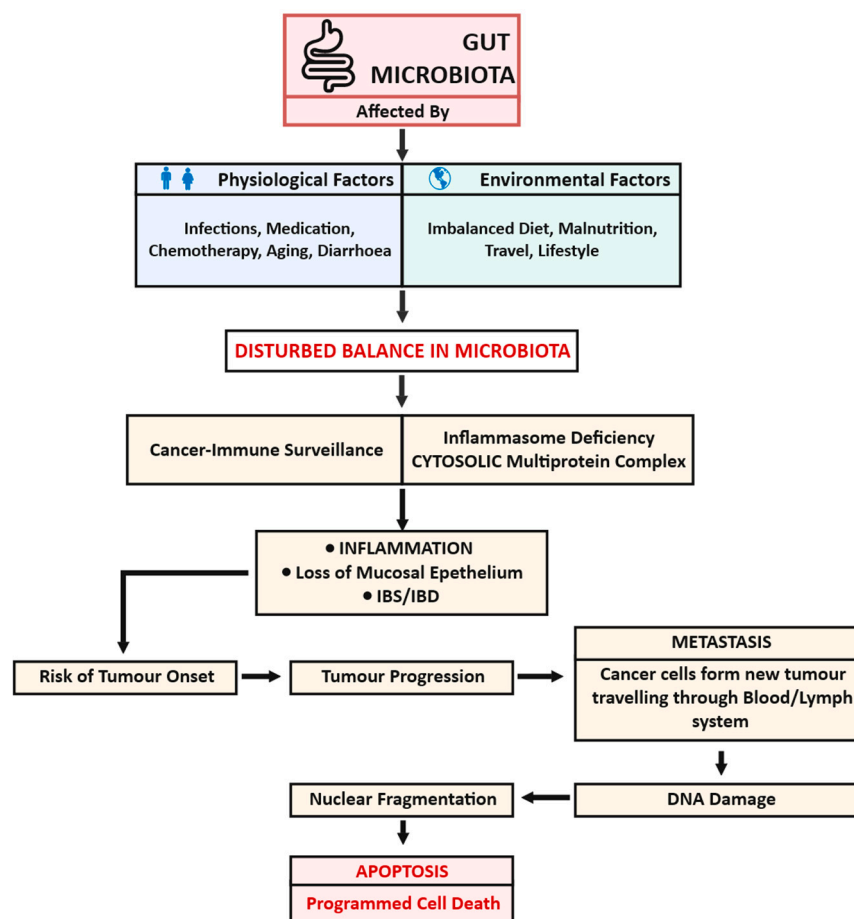 GUT
MICROBIOTA
Affected By
Physiological Factors
Infections, Medication,
Chemotherapy, Aging, Diarrhoea
Environmental Factors
Imbalanced Diet, Malnutrition,
Travel, Lifestyle
DISTURBED BALANCE IN MICROBIOTA
Cancer-Immune Surveillance
Inflammasome Deficiency
CYTOSOLIC Multiprotein Complex
● INFLAMMATION
● Loss of Mucosal Epethelium
● IBS/IBD
Risk of Tumour Onset
Tumour Progression
METASTASIS
Cancer cells form new tumour
travelling through Blood/Lymph
system
DNA Damage
Nuclear Fragmentation
APOPTOSIS
Programmed Cell Death